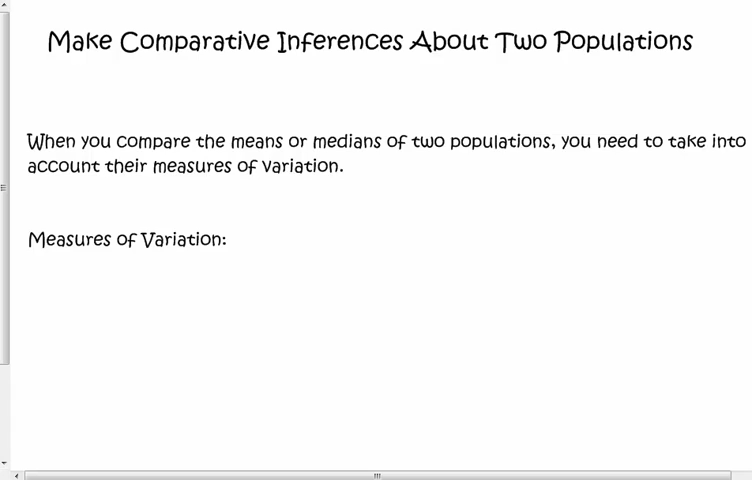 Make Comparative Inferences About Two Populations
When you compare the means or medians of two populations, you need to take into
account their measures of variation.
Measures of Variation: